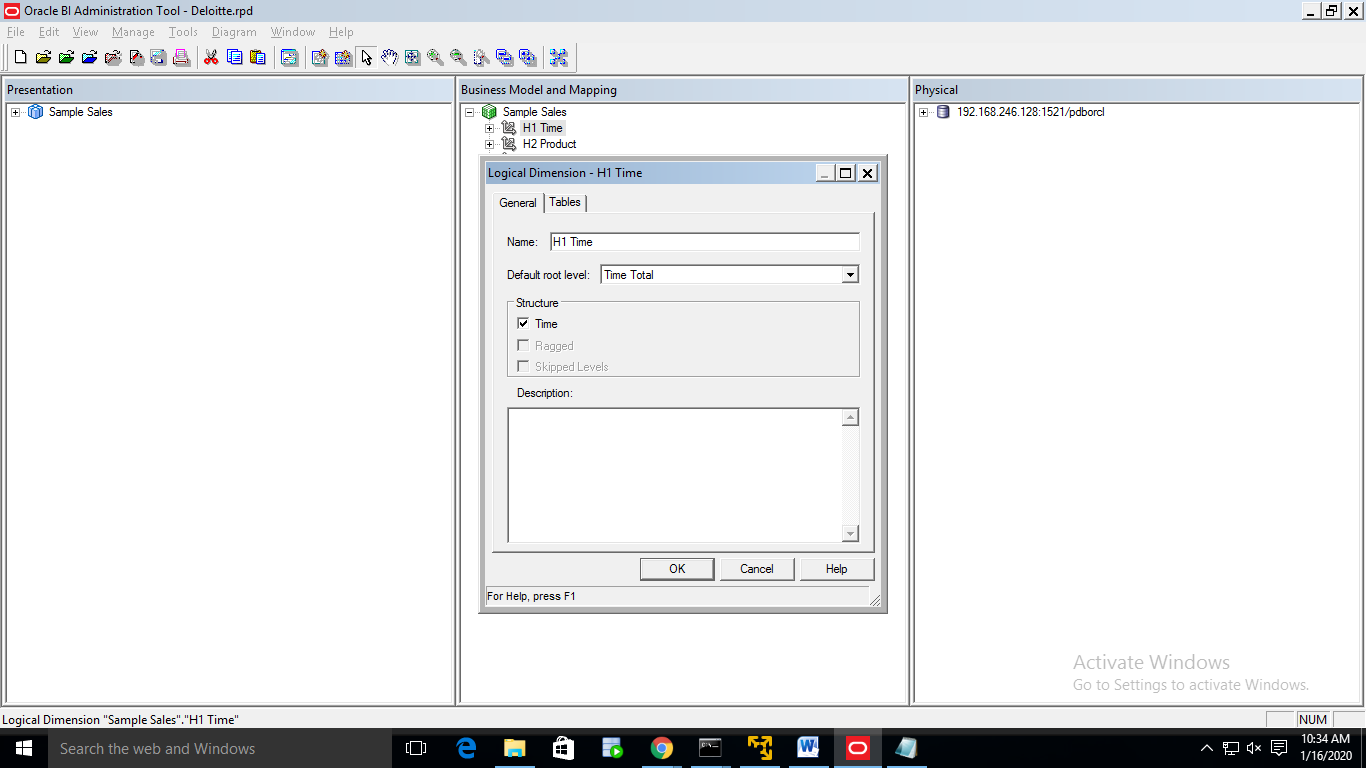 Oracle BI Administration Tool - Deloitte.rpd
File Edit View Manage Tools Diagram Window Help
Presentation
Sample Sales
Business Model and Mapping
Sample Sales
H1 Time
H2 Product
Physical
192.168.246.128:1521/pdborcl
Logical Dimension - H1 Time
General Tables
Name: H1 Time
Default root level: Time Total
Structure
Time
Ragged
Skipped Levels
Description:
OK Cancel Help
For Help, press F1
Activate Windows
Go to Settings to activate Windows.
Logical Dimension "Sample Sales"."H1 Time"
NUM
Search the web and Windows
10:34 AM
1/16/2020